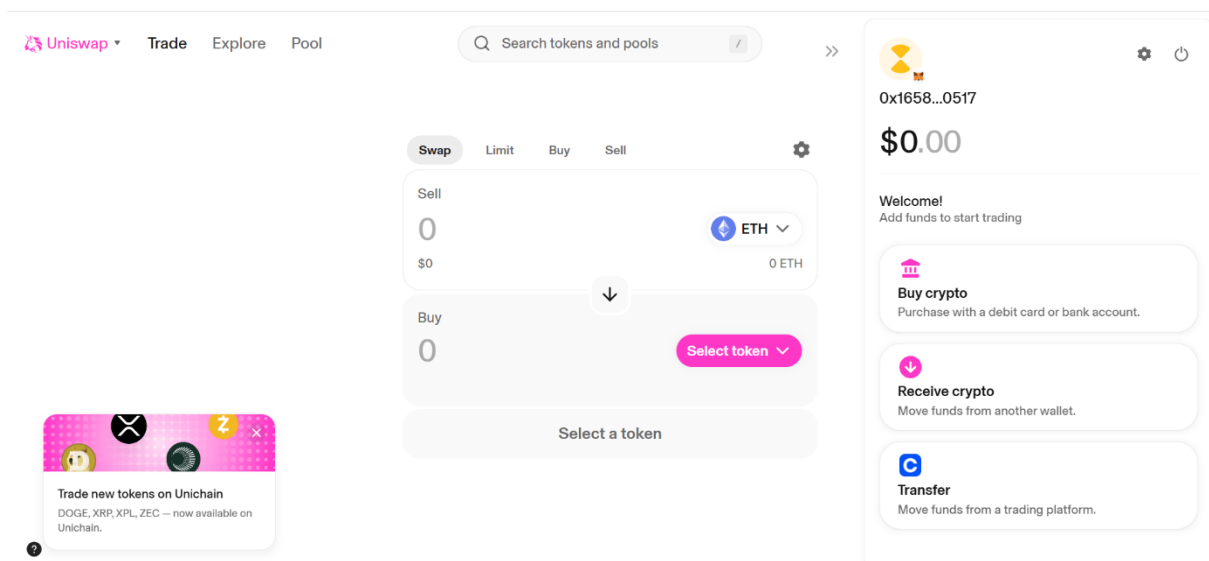 Uniswap
Trade
Explore
Pool
Search tokens and pools
/
Swap
Limit
Buy
Sell
Sell
0
ETH
$0
0 ETH
Buy
0
Select token
Select a token
Trade new tokens on Unichain
DOGE, XRP, XPL, ZEC — now available on
Unichain.
?
0x1658...0517
$0.00
Welcome!
Add funds to start trading
Buy crypto
Purchase with a debit card or bank account.
Receive crypto
Move funds from another wallet.
Transfer
Move funds from a trading platform.